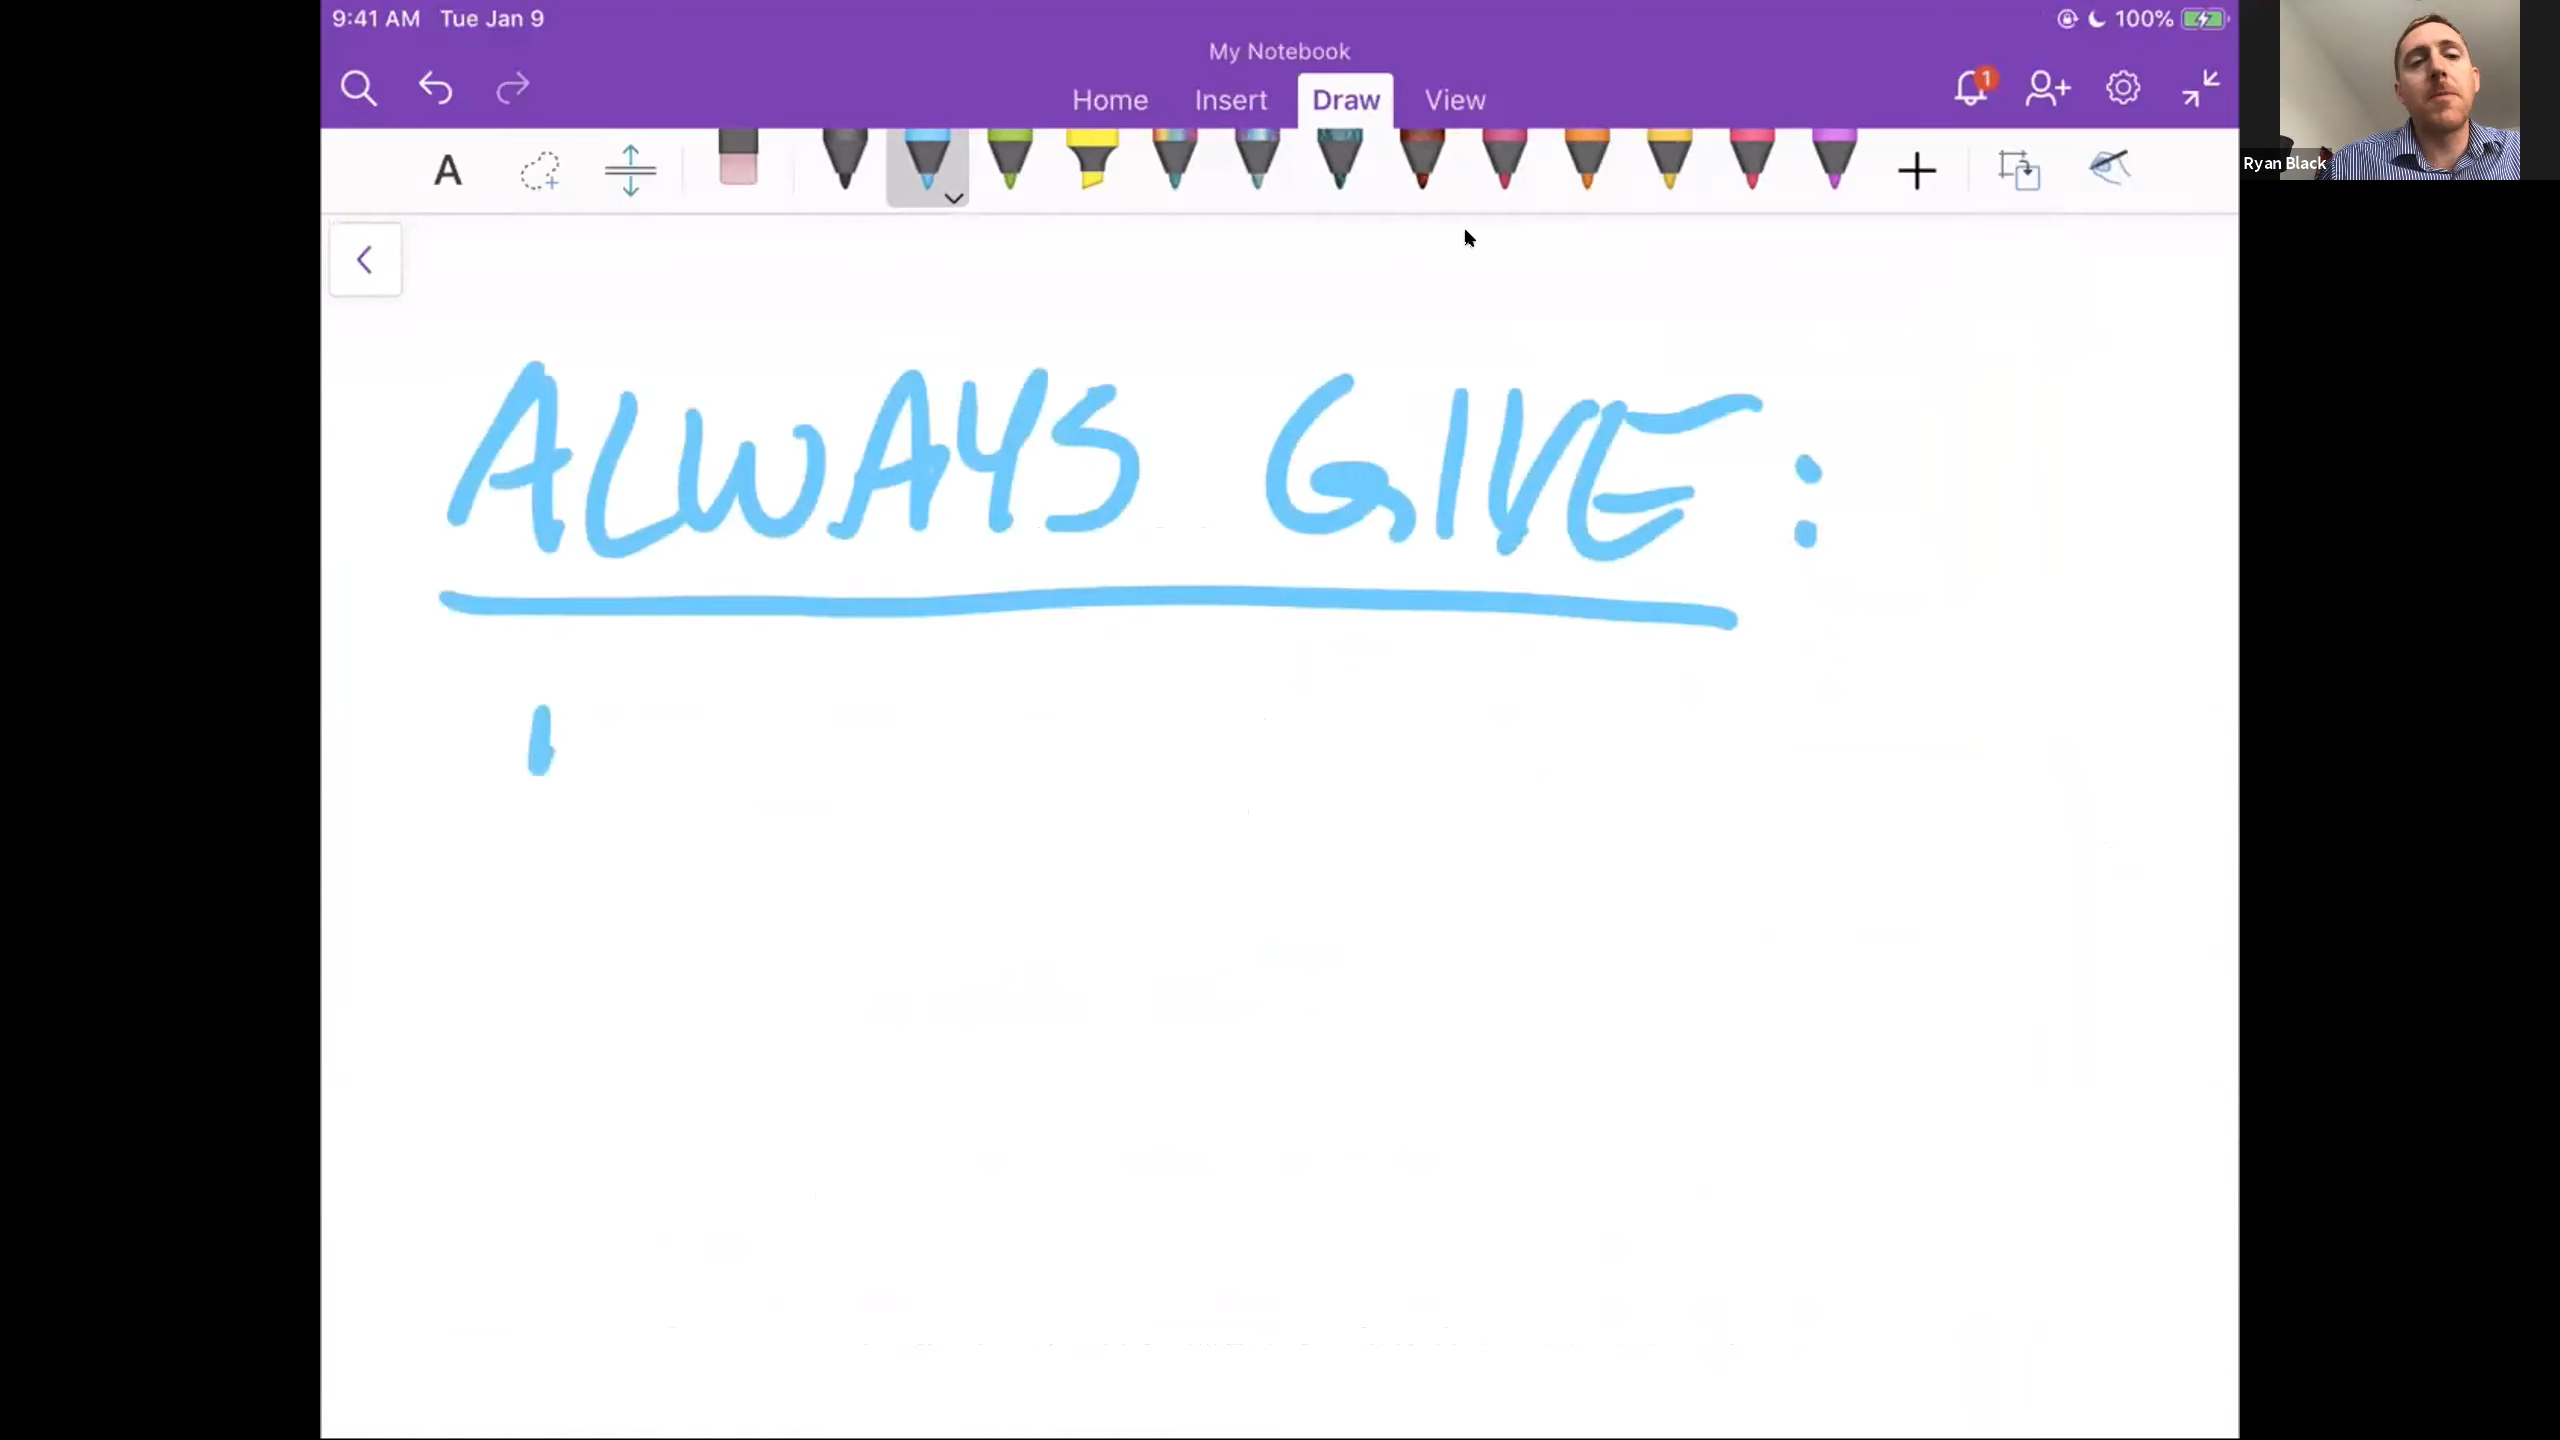 9:41 AM Tue Jan 9 100%
My Notebook
Home Insert Draw View 1
A
Ryan Black
ALWAYS GIVE: